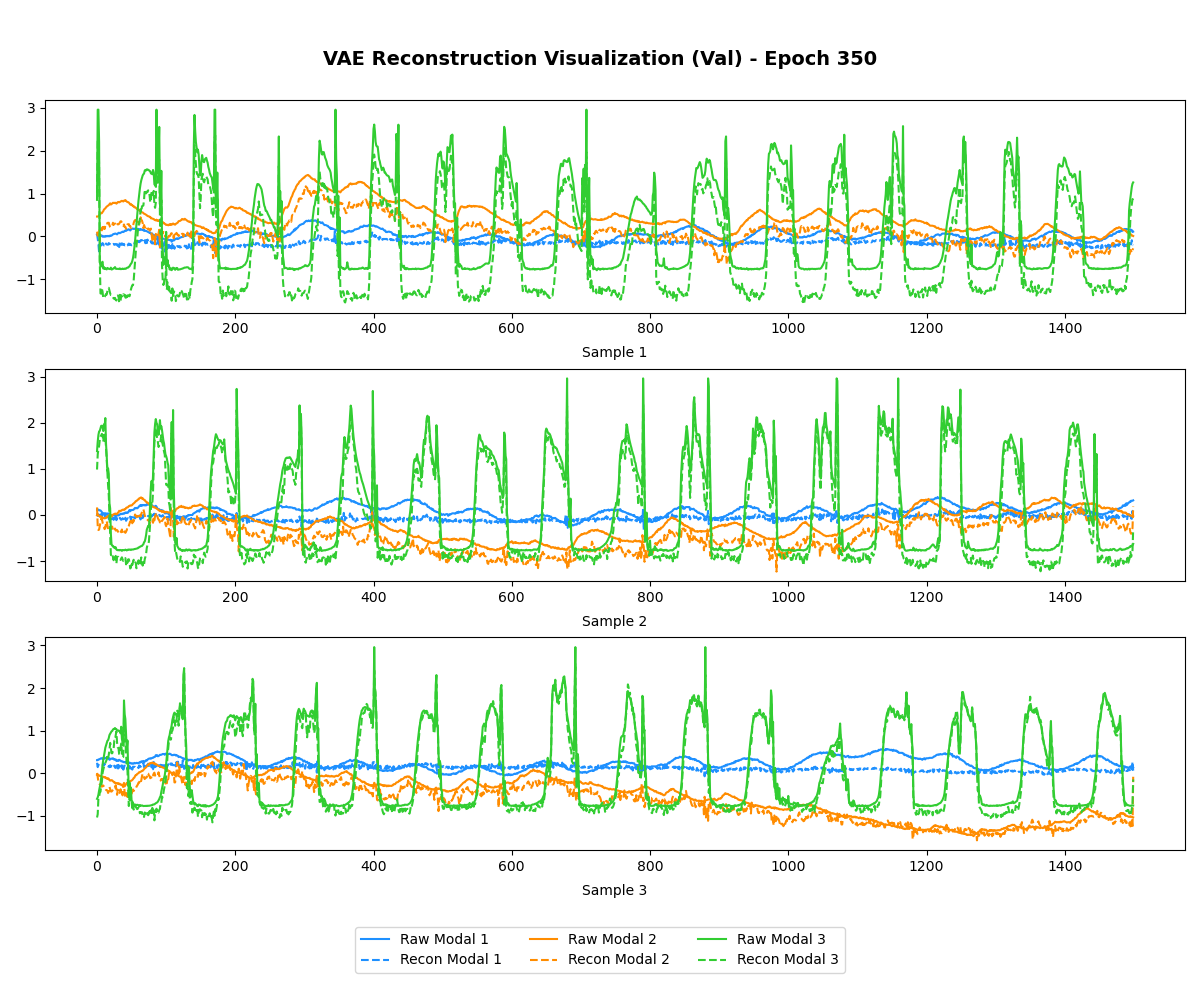 VAE Reconstruction Visualization (Val) - Epoch 350
3
2
1
0
−1
0 200 400 600 800 1000 1200 1400
Sample 1
3
2
1
0
−1
0 200 400 600 800 1000 1200 1400
Sample 2
3
2
1
0
−1
0 200 400 600 800 1000 1200 1400
Sample 3
Raw Modal 1 Raw Modal 2 Raw Modal 3
Recon Modal 1 Recon Modal 2 Recon Modal 3